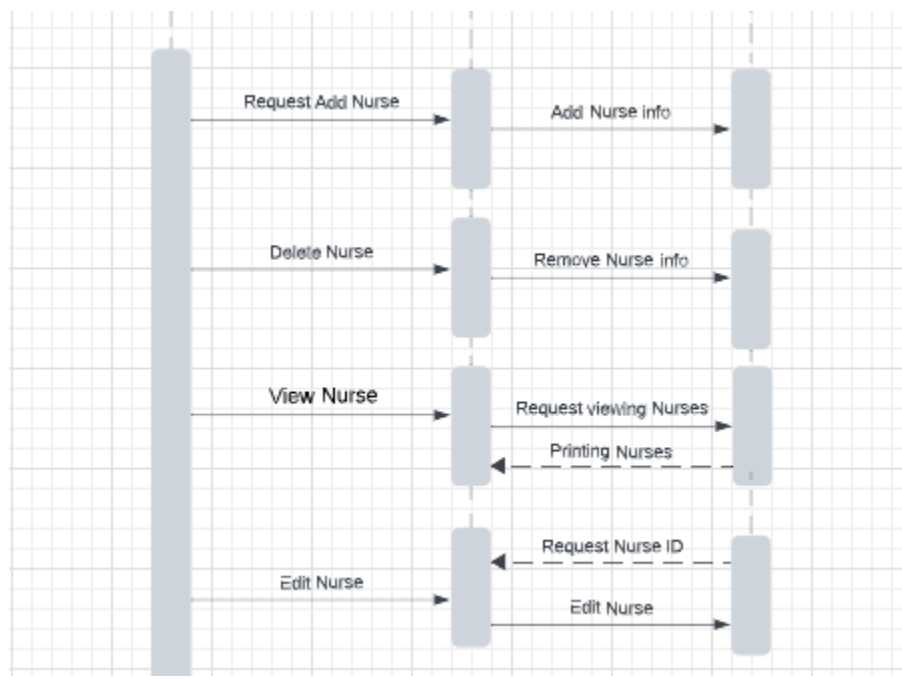 Request Add Nurse
Add Nurse info
Delete Nurse
Remove Nurse info
View Nurse
Request viewing Nurses
Printing Nurses
Request Nurse ID
Edit Nurse
Edit Nurse